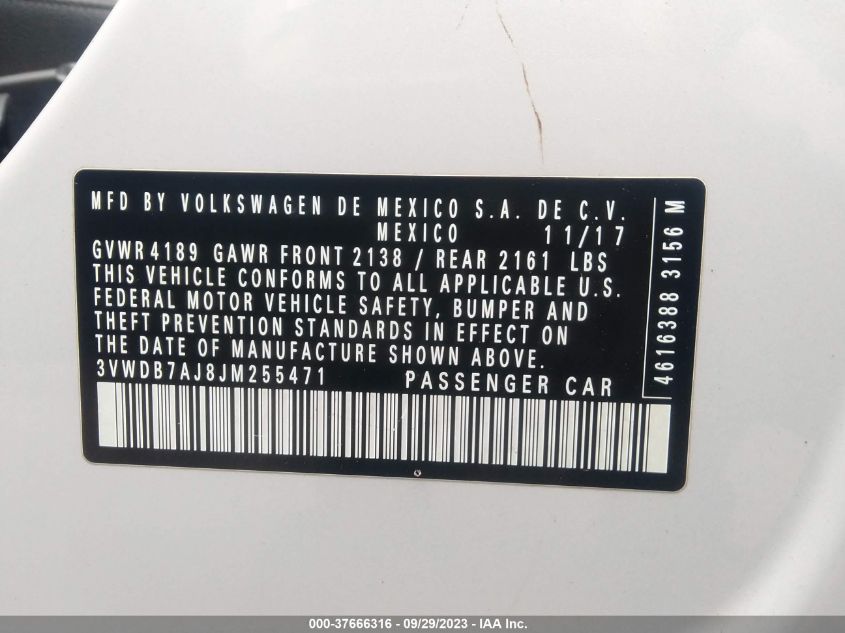 MFD BY VOLKSWAGEN DE MEXICO S.A. DE C.V.
MEXICO 11/17
GVWR 4189 GAWR FRONT 2138 / REAR 2161 LBS
THIS VEHICLE CONFORMS TO ALL APPLICABLE U.S.
FEDERAL MOTOR VEHICLE SAFETY, BUMPER AND
THEFT PREVENTION STANDARDS IN EFFECT ON
THE DATE OF MANUFACTURE SHOWN ABOVE.
3VWDB7AJ8JM255471 PASSENGER CAR
4616388 3156 M
000-37666316 - 09/29/2023 - IAA Inc.